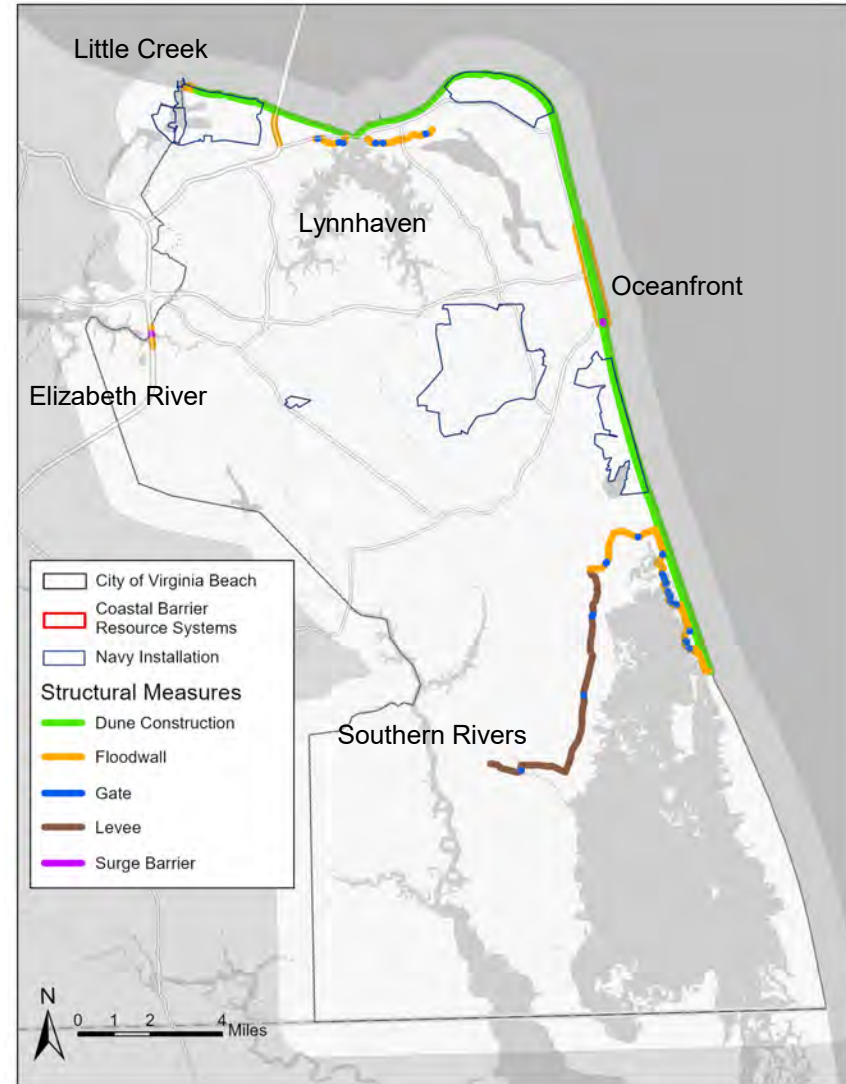 Little Creek
Lynnhaven
Oceanfront
Elizabeth River
City of Virginia Beach
Coastal Barrier
Resource Systems
Navy Installation
Structural Measures
Dune Construction
Floodwall
Gate
Levee
Surge Barrier
Southern Rivers
N
0 1 2 4
Miles